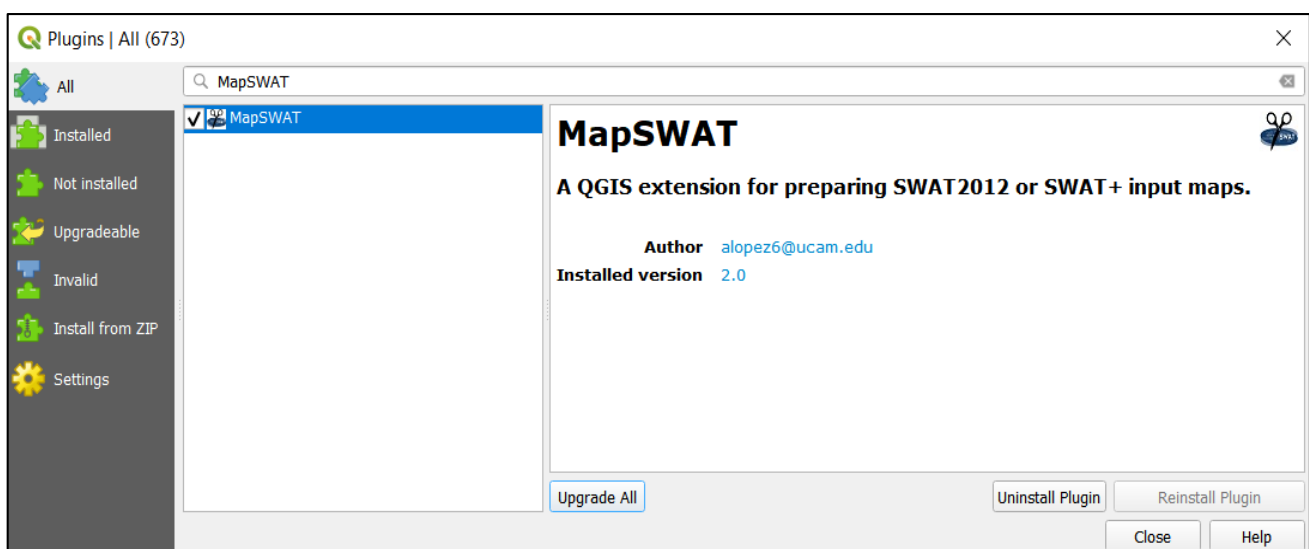 Plugins | All (673)
All
MapSWAT
Installed
Not installed
Upgradeable
Invalid
Install from ZIP
Settings
MapSWAT
MapSWAT
SWAT
A QGIS extension for preparing SWAT2012 or SWAT+ input maps.
Author alopez6@ucam.edu
Installed version 2.0
Upgrade All
Uninstall Plugin
Reinstall Plugin
Close
Help